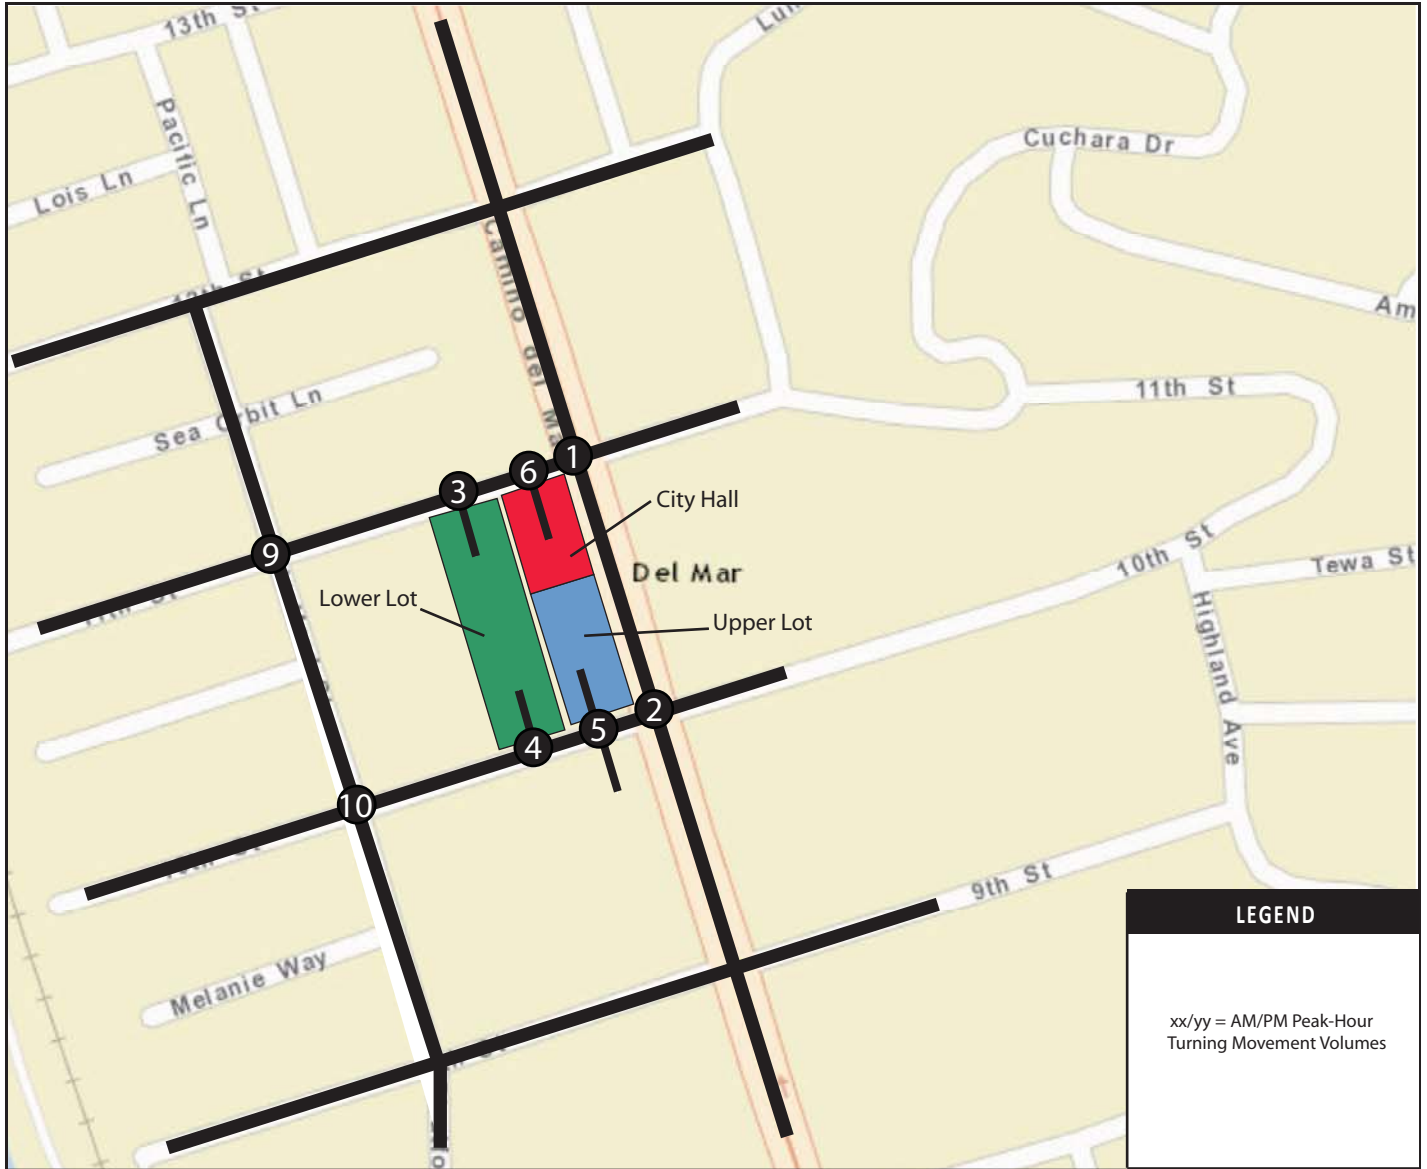 13th St
Lun
Pacific Ln
Lois Ln
Cuchara Dr
Am
Camino del Ma
Sea Orbit Ln
11th St
1
6
3
City Hall
9
Del Mar
10th St
Tewa St
Lower Lot
Upper Lot
Highland Ave
2
5
4
10
9th St
Melanie Way
LEGEND
xx/yy = AM/PM Peak-Hour
Turning Movement Volumes